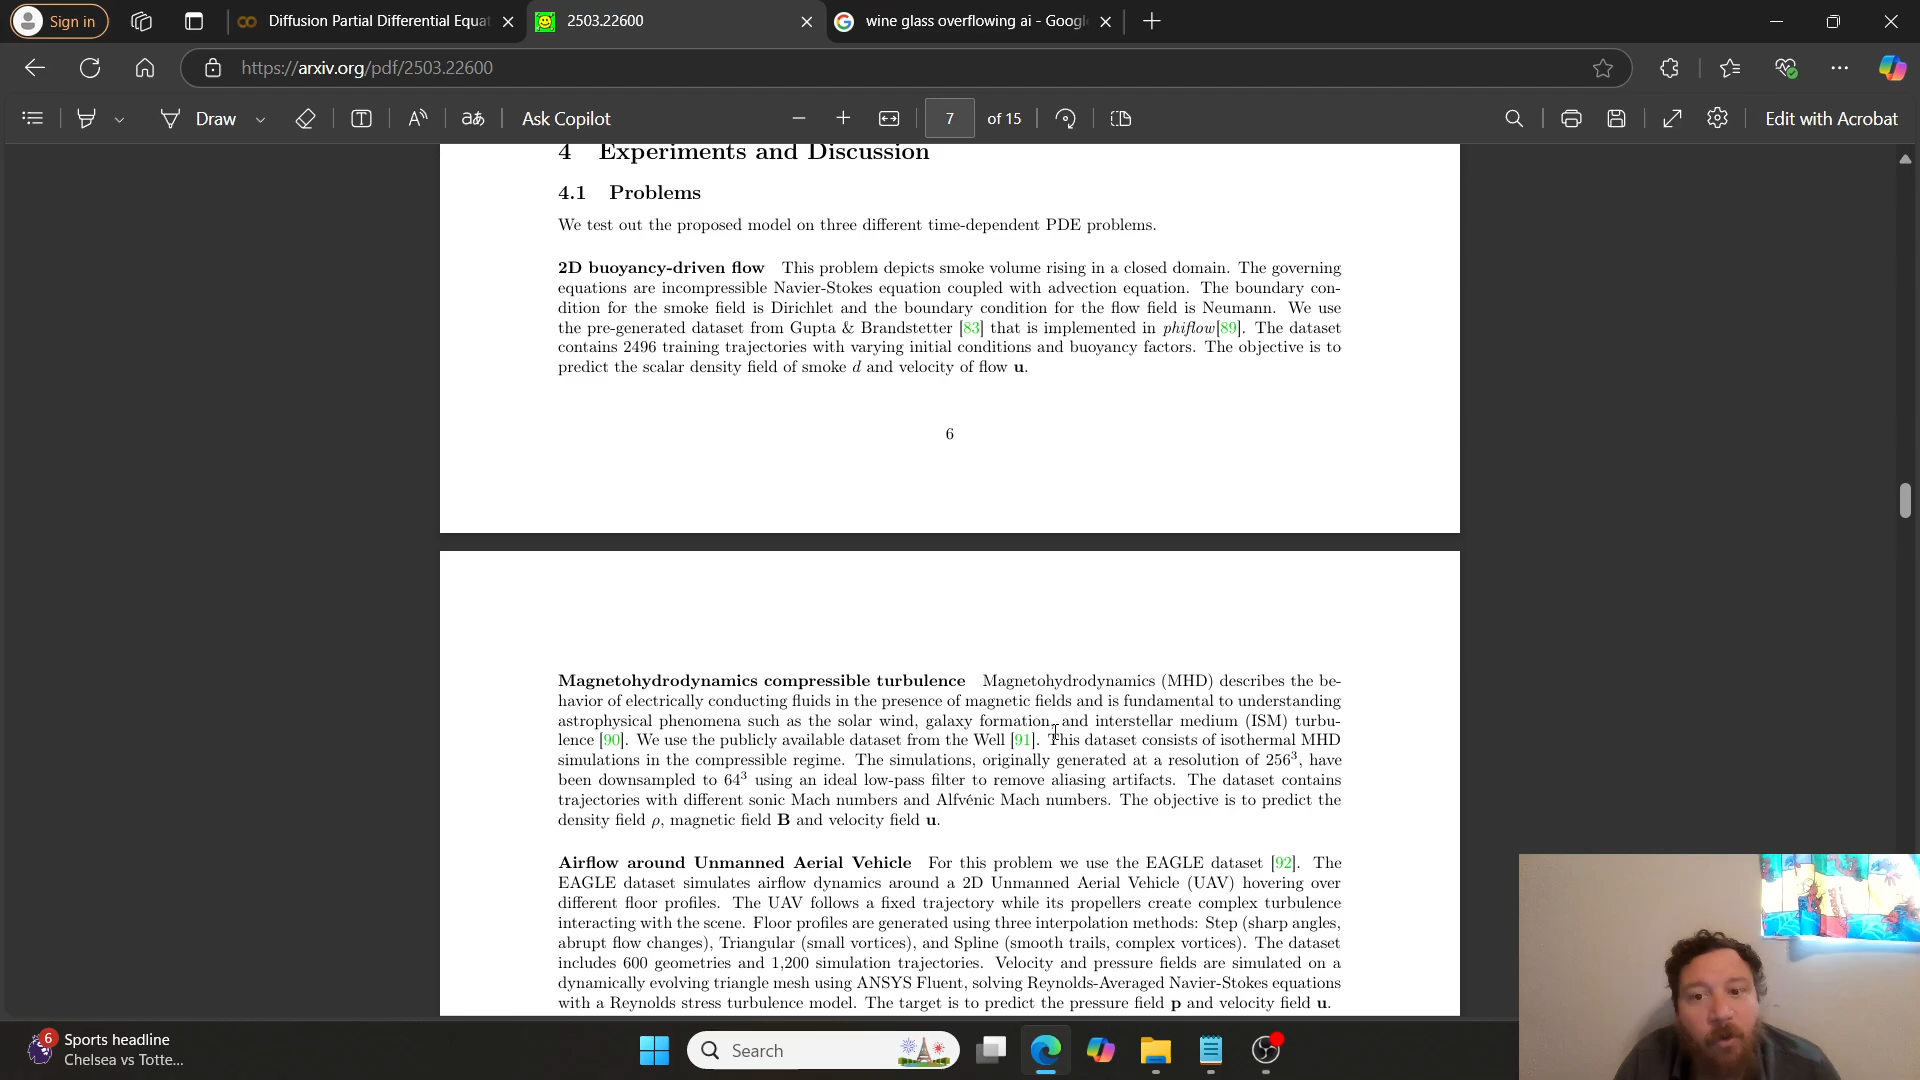 Sign in
Diffusion Partial Differential Equat
2503.22600
wine glass overflowing ai - Googl
https://arxiv.org/pdf/2503.22600
Draw
Ask Copilot
7 of 15
Edit with Acrobat
4 Experiments and Discussion
4.1 Problems
We test out the proposed model on three different time-dependent PDE problems.
2D buoyancy-driven flow This problem depicts smoke volume rising in a closed domain. The governing
equations are incompressible Navier-Stokes equation coupled with advection equation. The boundary con-
dition for the smoke field is Dirichlet and the boundary condition for the flow field is Neumann. We use
the pre-generated dataset from Gupta & Brandstetter [83] that is implemented in phiflow[89]. The dataset
contains 2496 training trajectories with varying initial conditions and buoyancy factors. The objective is to
predict the scalar density field of smoke d and velocity of flow u.
6
Magnetohydrodynamics compressible turbulence Magnetohydrodynamics (MHD) describes the be-
havior of electrically conducting fluids in the presence of magnetic fields and is fundamental to understanding
astrophysical phenomena such as the solar wind, galaxy formation, and interstellar medium (ISM) turbu-
lence [90]. We use the publicly available dataset from the Well [91]. This dataset consists of isothermal MHD
simulations in the compressible regime. The simulations, originally generated at a resolution of 256³, have
been downsampled to 64³ using an ideal low-pass filter to remove aliasing artifacts. The dataset contains
trajectories with different sonic Mach numbers and Alfvénic Mach numbers. The objective is to predict the
density field ρ, magnetic field B and velocity field u.
Airflow around Unmanned Aerial Vehicle For this problem we use the EAGLE dataset [92]. The
EAGLE dataset simulates airflow dynamics around a 2D Unmanned Aerial Vehicle (UAV) hovering over
different floor profiles. The UAV follows a fixed trajectory while its propellers create complex turbulence
interacting with the scene. Floor profiles are generated using three interpolation methods: Step (sharp angles,
abrupt flow changes), Triangular (small vortices), and Spline (smooth trails, complex vortices). The dataset
includes 600 geometries and 1,200 simulation trajectories. Velocity and pressure fields are simulated on a
dynamically evolving triangle mesh using ANSYS Fluent, solving Reynolds-Averaged Navier-Stokes equations
with a Reynolds stress turbulence model. The target is to predict the pressure field p and velocity field u.
6
Sports headline
Chelsea vs Totte...
Search